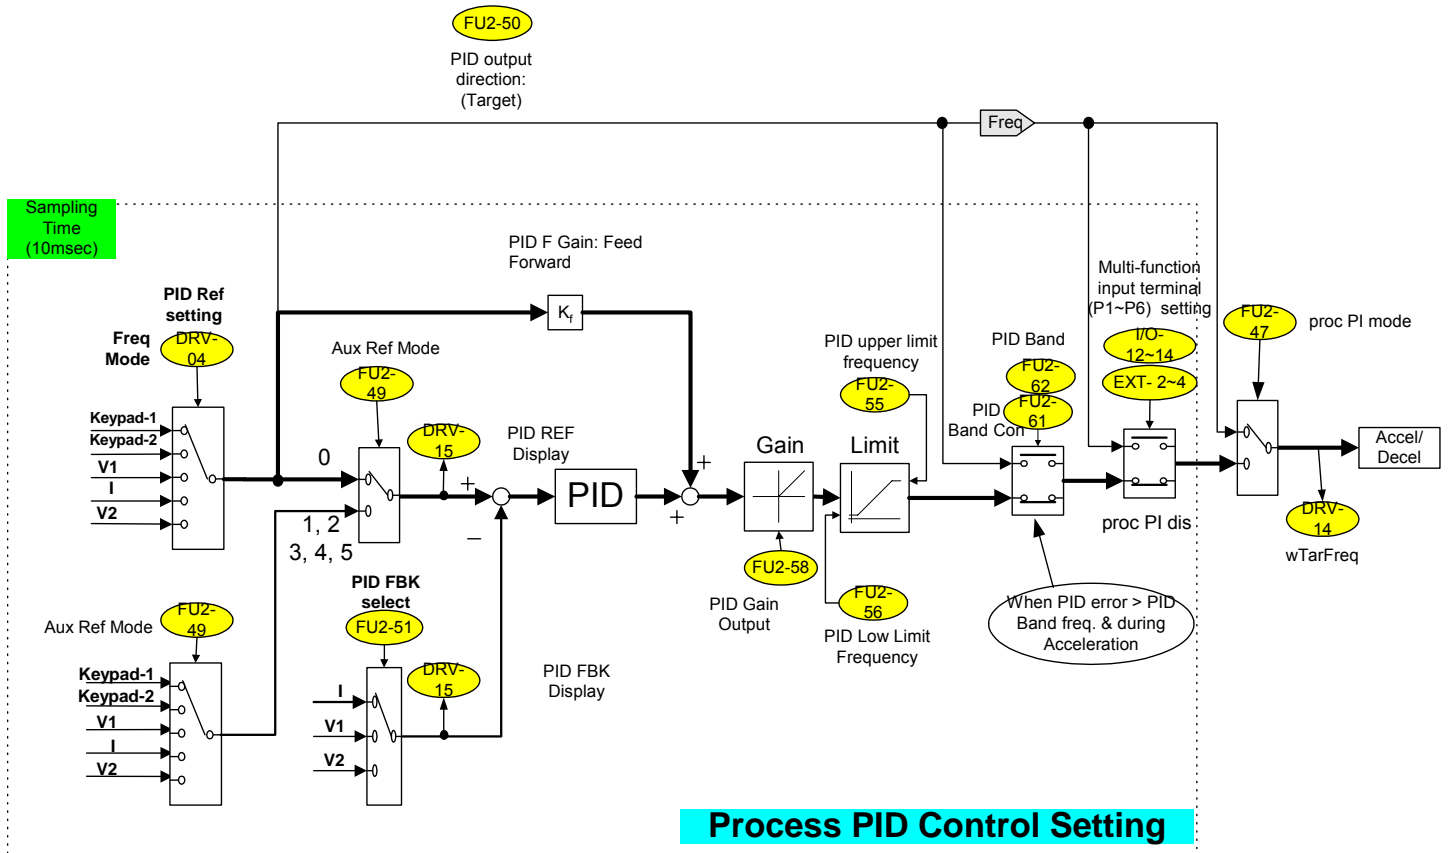 FU2-50
PID output
direction:
(Target)
Freq
Sampling
Time
(10msec)
PID F Gain: Feed
Forward
Multi-function
input terminal
(P1~P6) setting
PID Ref
setting
Freq
Mode
DRV-
04
K_f
I/O-
12~14
EXT- 2~4
FU2-
47
proc PI mode
Aux Ref Mode
FU2-
49
PID upper limit
frequency
FU2-
55
PID Band
FU2-
62
FU2-
61
PID
Band Con
Keypad-1
Keypad-2
V1
I
V2
0
1, 2
3, 4, 5
DRV-
15
PID REF
Display
+
−
PID
+
+
Gain
Limit
Accel/
Decel
proc PI dis
DRV-
14
wTarFreq
FU2-58
PID Gain
Output
FU2-
56
PID Low Limit
Frequency
When PID error > PID
Band freq. & during
Acceleration
Aux Ref Mode
FU2-
49
PID FBK
select
FU2-51
Keypad-1
Keypad-2
V1
I
V2
I
V1
V2
DRV-
15
PID FBK
Display
Process PID Control Setting